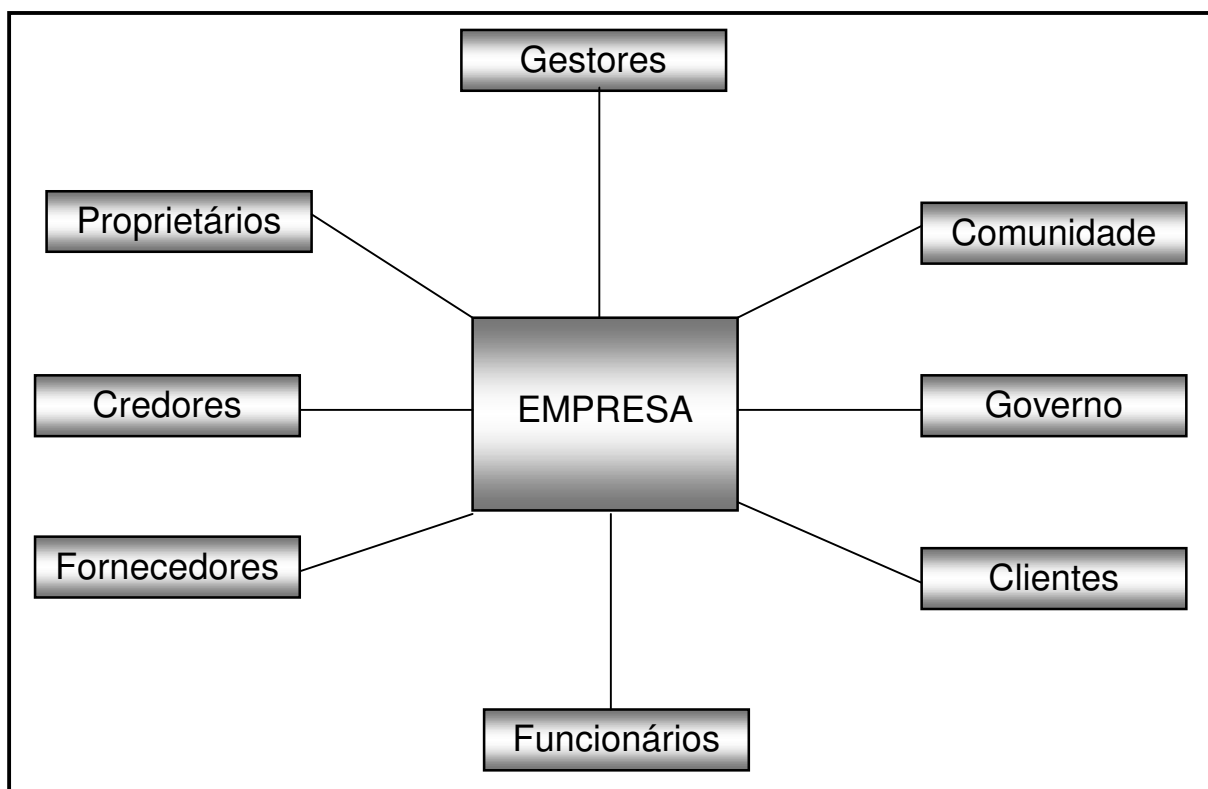 Gestores
Proprietários
Comunidade
Credores
EMPRESA
Governo
Fornecedores
Clientes
Funcionários